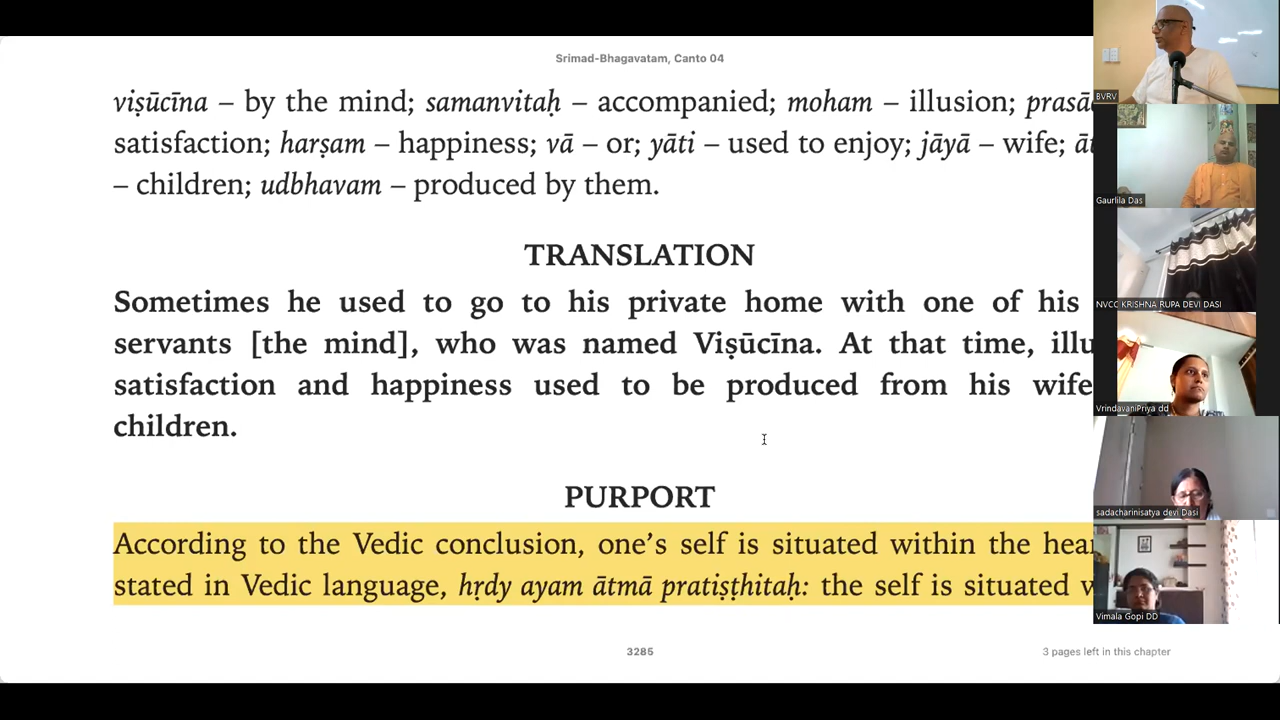 Srimad-Bhagavatam, Canto 04
viṣūcīna – by the mind; samanvitaḥ – accompanied; moham – illusion;
satisfaction; harṣam – happiness; vā – or; yāti – used to enjoy; jāyā – wife;
– children; udbhavam – produced by them.
TRANSLATION
Sometimes he used to go to his private home with one of his
servants [the mind], who was named Viṣūcīna. At that time,
satisfaction and happiness used to be produced from his wife
children.
PURPORT
According to the Vedic conclusion, one’s self is situated within the
stated in Vedic language, hṛdy ayam ātmā pratiṣṭhitaḥ: the self is situated
3285
3 pages left in this chapter
BVRV
Gaurlila Das
NVCC KRISHNA RUPA DEVI DASI
VrindavaniPriya dd
sadacharinisatya devi Dasi
Vimala Gopi DD